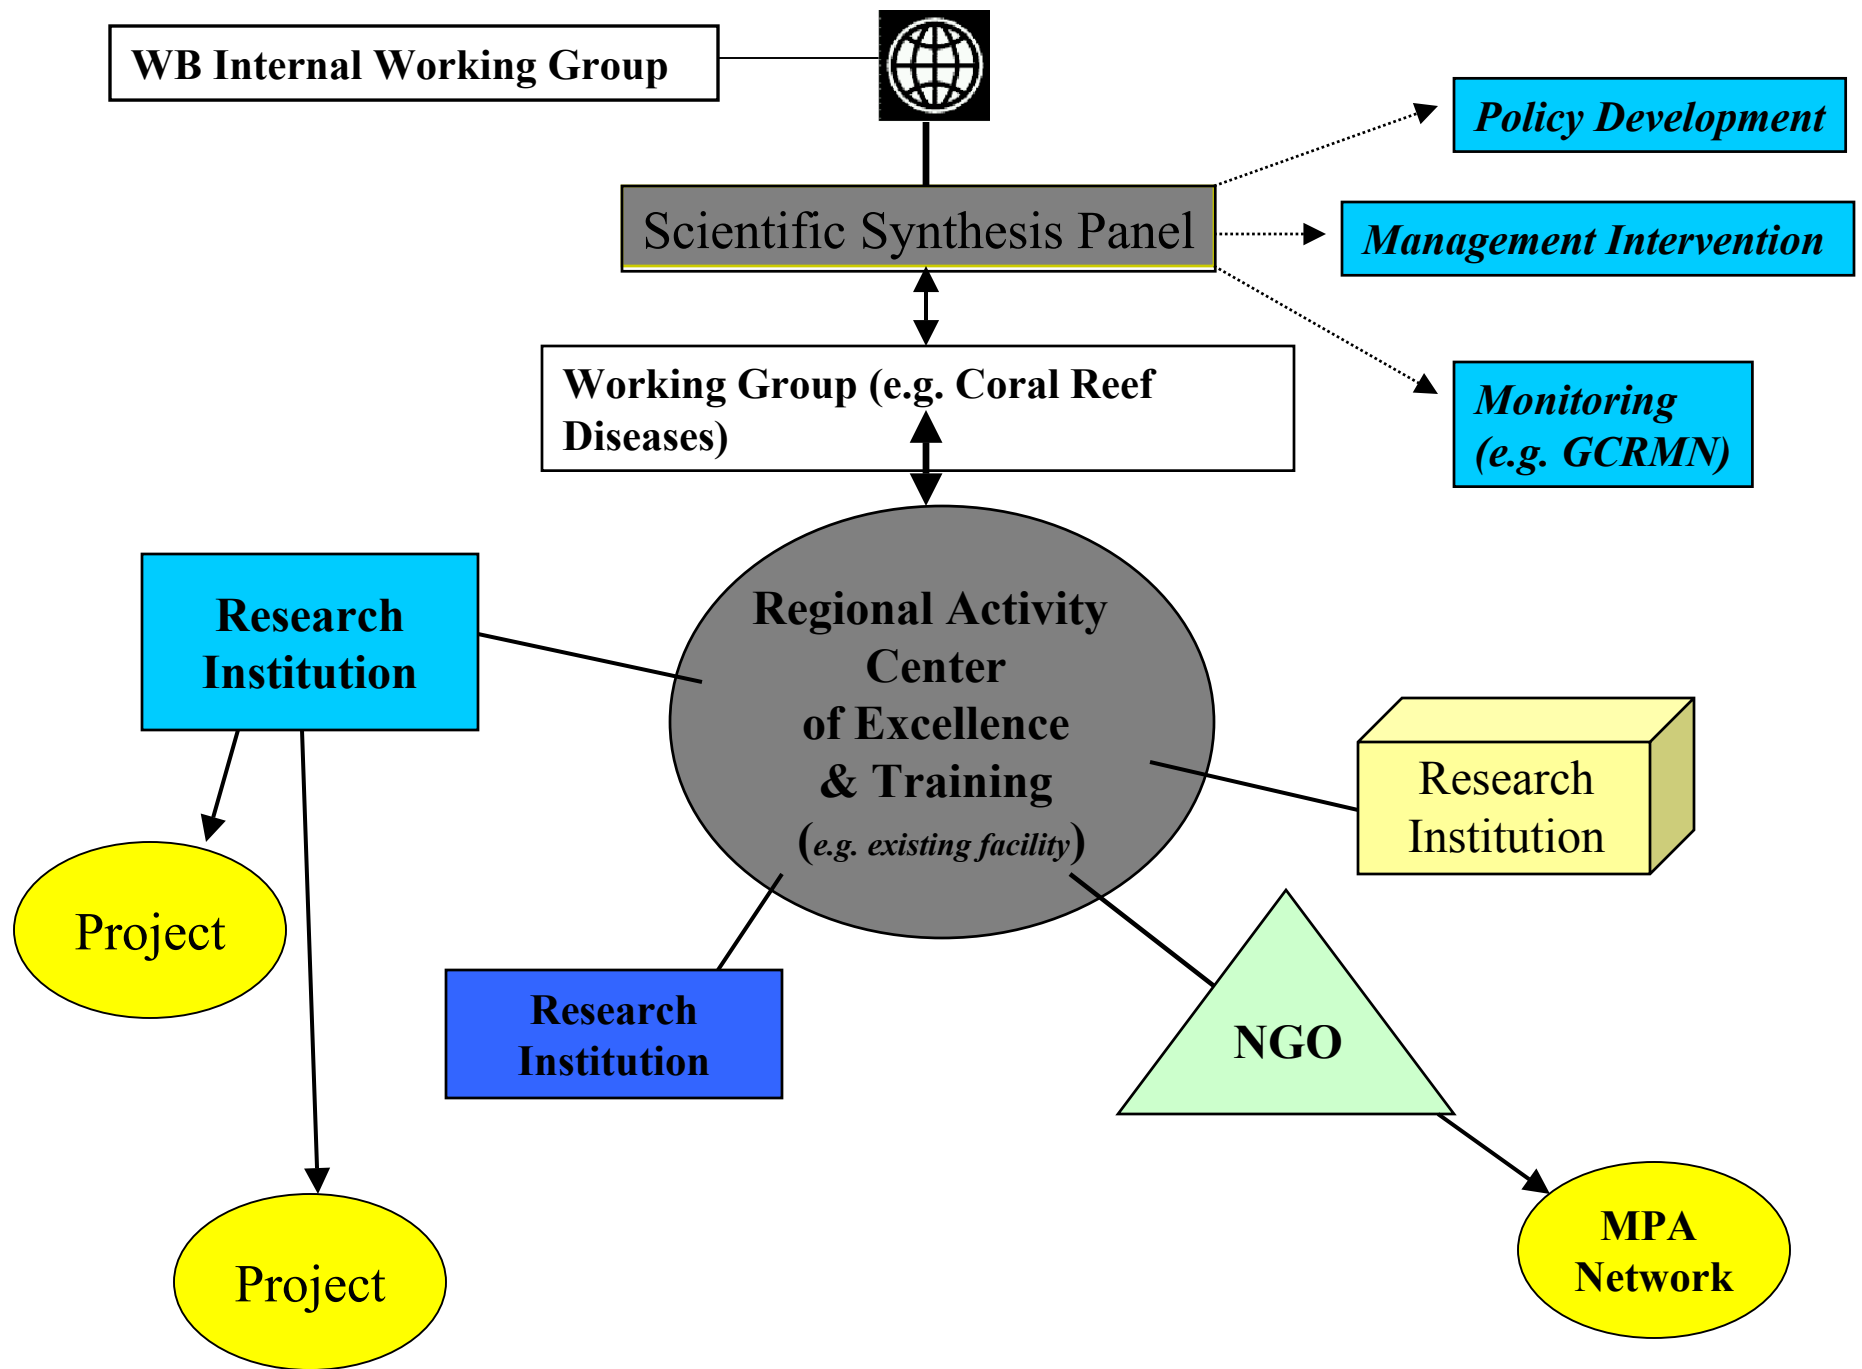 WB Internal Working Group
Policy Development
Scientific Synthesis Panel
Management Intervention
Working Group (e.g. Coral Reef
Diseases)
Monitoring
(e.g. GCRMN)
Research
Institution
Regional Activity
Center
of Excellence
& Training
(e.g. existing facility)
Research
Institution
Project
Research
Institution
NGO
Project
MPA
Network